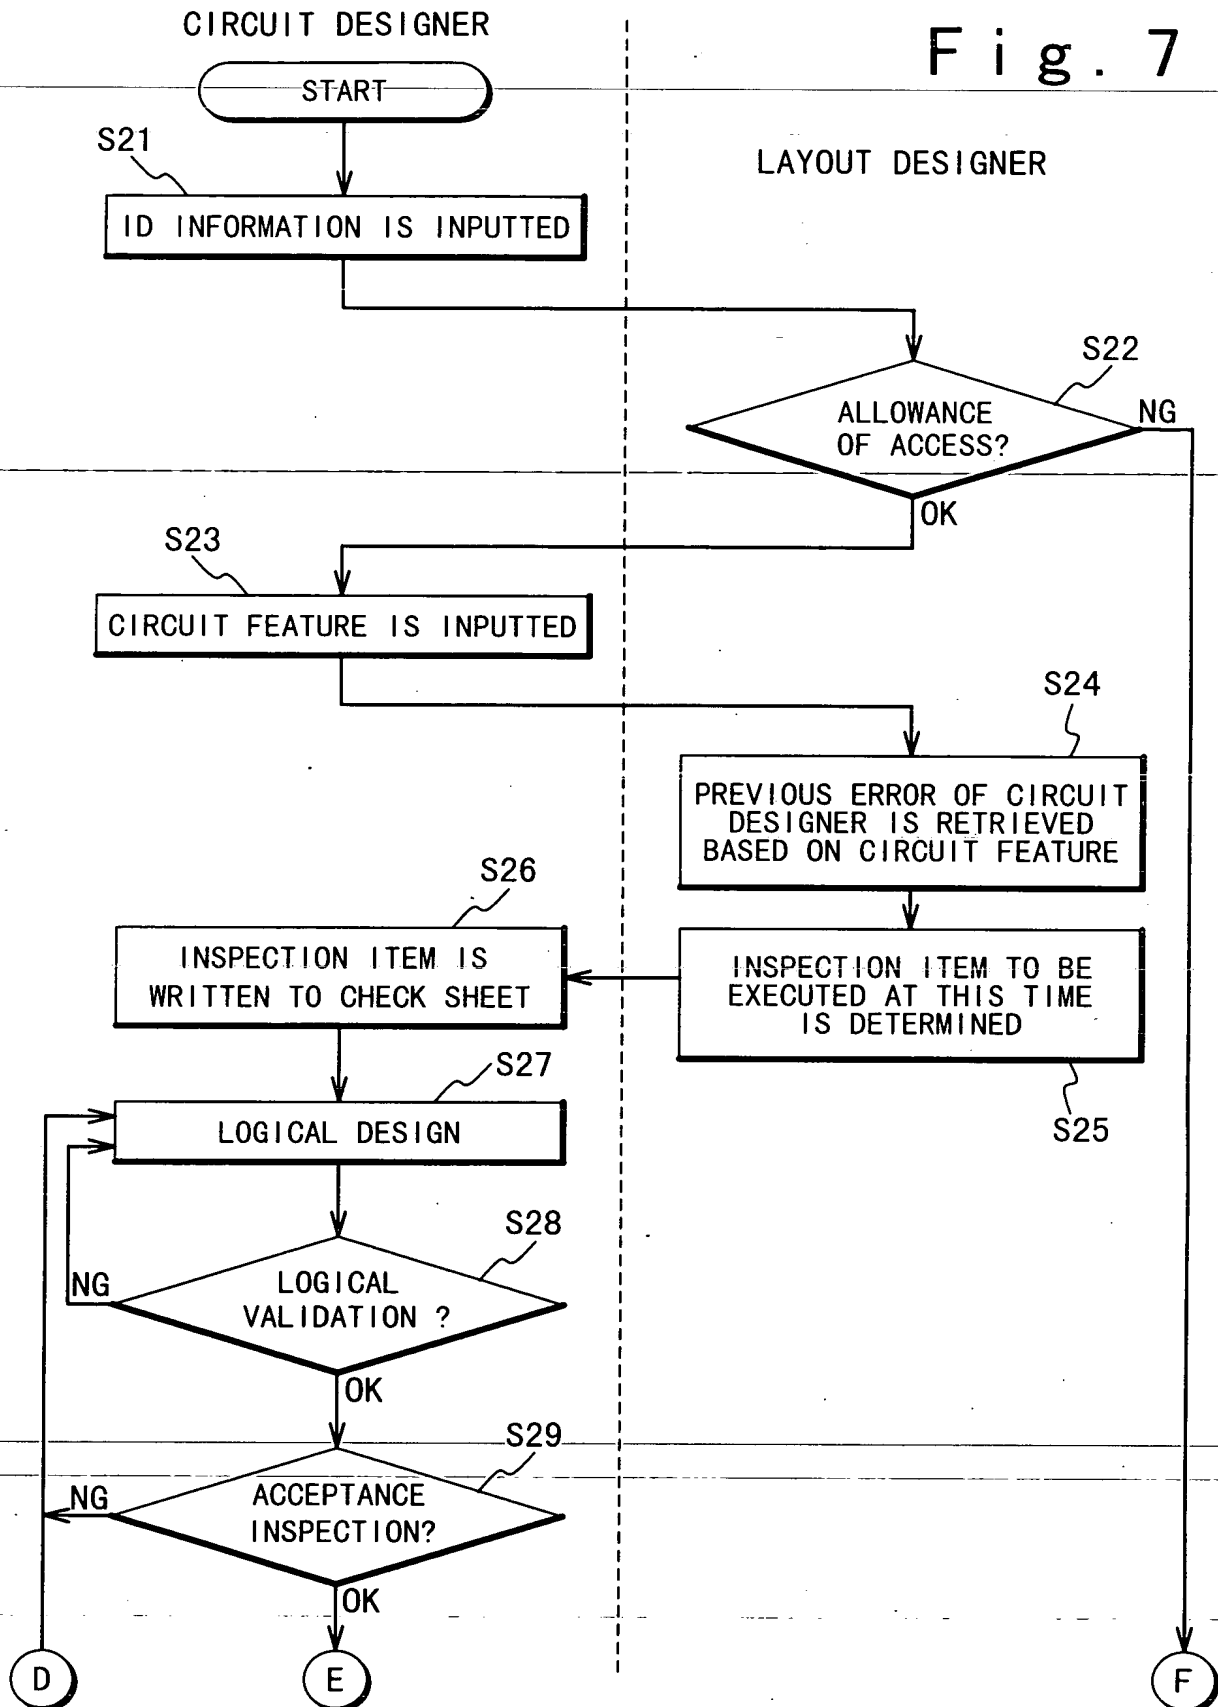 CIRCUIT DESIGNER
Fig. 7
START
S21
LAYOUT DESIGNER
ID INFORMATION IS INPUTTED
S22
ALLOWANCE
OF ACCESS?
NG
OK
S23
CIRCUIT FEATURE IS INPUTTED
S24
PREVIOUS ERROR OF CIRCUIT
DESIGNER IS RETRIEVED
BASED ON CIRCUIT FEATURE
S26
INSPECTION ITEM IS
WRITTEN TO CHECK SHEET
INSPECTION ITEM TO BE
EXECUTED AT THIS TIME
IS DETERMINED
S27
S25
LOGICAL DESIGN
S28
NG
LOGICAL
VALIDATION ?
OK
S29
NG
ACCEPTANCE
INSPECTION?
OK
D
E
F